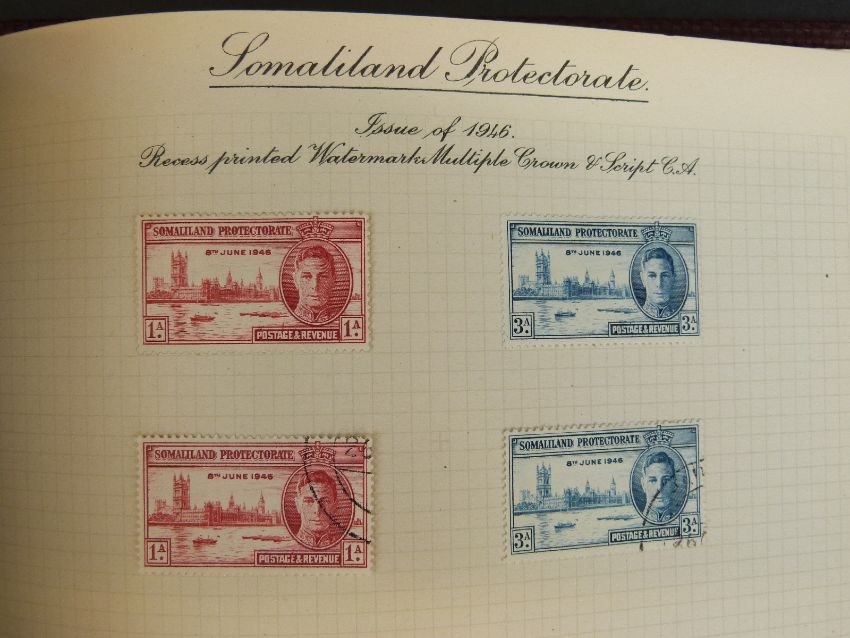 Somaliland Protectorate.
Issue of 1946.
Recess printed Watermark Multiple Crown & Script C.A.
SOMALILAND PROTECTORATE
8TH JUNE 1946
1A. 1A.
POSTAGE & REVENUE
SOMALILAND PROTECTORATE
8TH JUNE 1946
3A. 3A.
POSTAGE & REVENUE
SOMALILAND PROTECTORATE
8TH JUNE 1946
1A. 1A.
POSTAGE & REVENUE
SOMALILAND PROTECTORATE
8TH JUNE 1946
3A. 3A.
POSTAGE & REVENUE